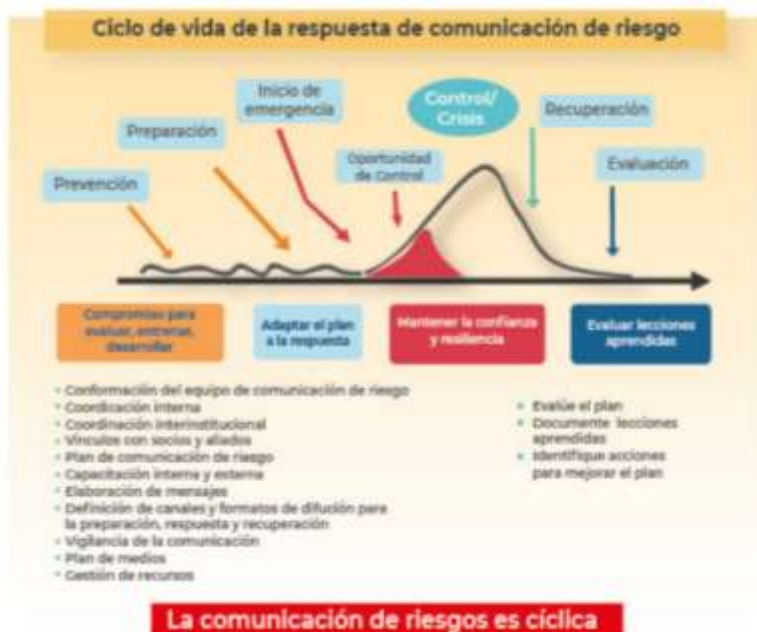 Ciclo de vida de la respuesta de comunicación de riesgo
Inicio de
emergencia
Control/
Crisis
Recuperación
Preparación
Oportunidad
de Control
Evaluación
Prevención
Compromiso para
evaluar, entrenar,
desarrollar
Adaptar el plan
a la respuesta
Mantener la confianza
y resiliencia
Evaluar lecciones
aprendidas
• Conformación del equipo de comunicación de riesgo
• Coordicación interna
• Coordinación interinstitucional
• Vínculos con socios y aliados
• Plan de comunicación de riesgo
• Capacitación interna y externa
• Elaboración de mensajes
• Definición de canales y formatos de difución para
la preparación, respuesta y recuperación
• Vigilancia de la comunicación
• Plan de medios
• Gestión de recursos
• Evalúe el plan
• Documente lecciones
aprendidas
• Identifique acciones
para mejorar el plan
La comunicación de riesgos es cíclica